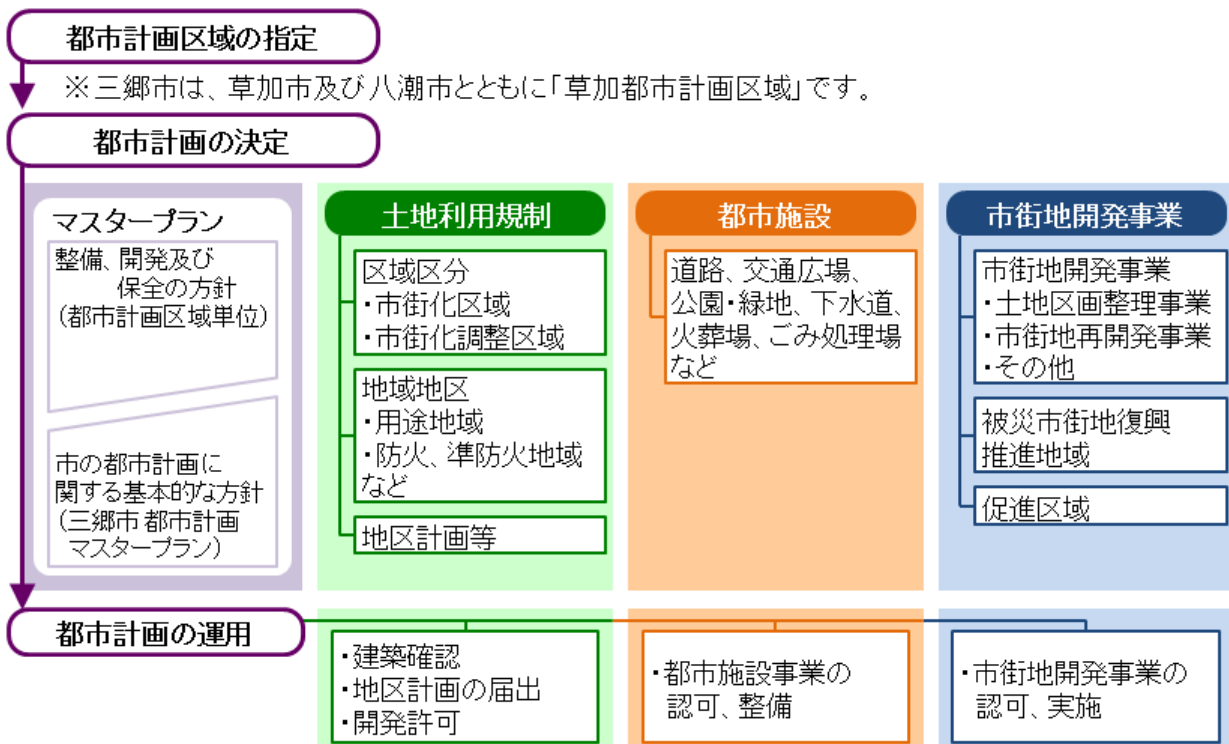 都市計画区域の指定
※三郷市は、草加市及び八潮市とともに「草加都市計画区域」です。
都市計画の決定
マスタープラン
整備、開発及び
保全の方針
(都市計画区域単位)
市の都市計画に
関する基本的な方針
(三郷市都市計画
マスタープラン)
土地利用規制
区域区分
・市街化区域
・市街化調整区域
地域地区
・用途地域
・防火、準防火地域
など
地区計画等
都市施設
道路、交通広場、
公園・緑地、下水道、
火葬場、ごみ処理場
など
市街地開発事業
市街地開発事業
・土地区画整理事業
・市街地再開発事業
・その他
被災市街地復興
推進地域
促進区域
都市計画の運用
・建築確認
・地区計画の届出
・開発許可
・都市施設事業の
認可、整備
・市街地開発事業の
認可、実施